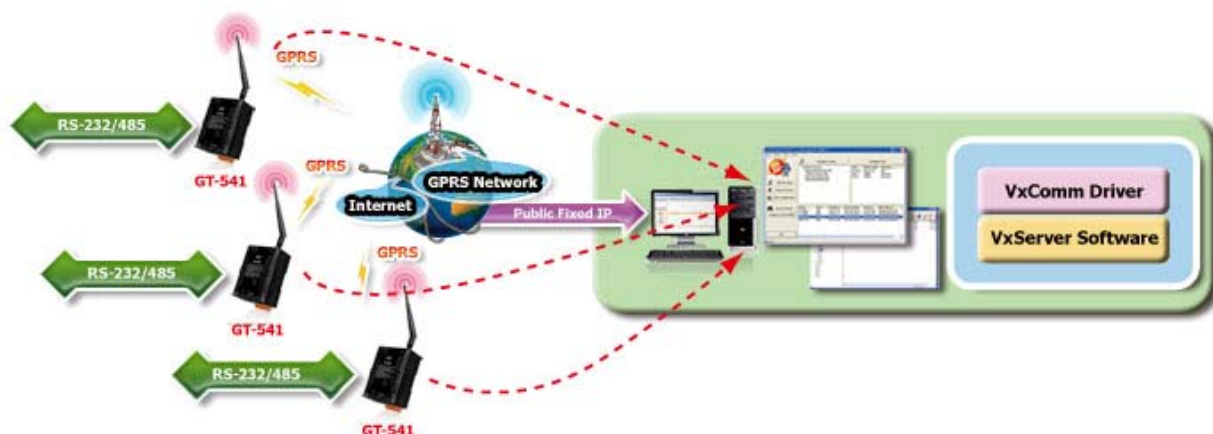 GPRS
RS-232/485
GT-541
GPRS
GPRS Network
Internet
Public Fixed IP
VxComm Driver
VxServer Software
RS-232/485
GT-541
GPRS
RS-232/485
GT-541